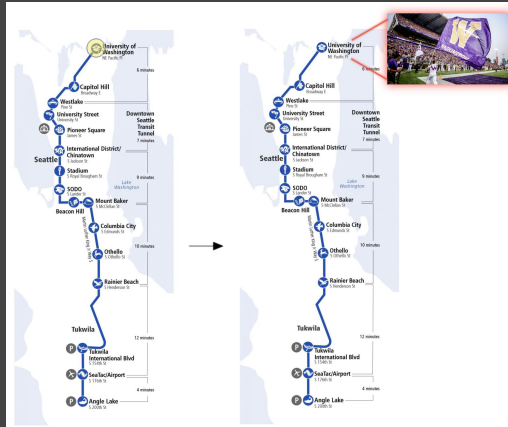 University of
Washington
NE Pacific St
6 minutes
Capitol Hill
Broadway E
Westlake
Pine St
University Street
University St
Downtown
Seattle
Transit
Tunnel
7 minutes
Pioneer Square
James St
International District/
Chinatown
S Jackson St
Seattle
Stadium
S Royal Brougham St
9 minutes
Lake
Washington
SODO
S Lander St
Mount Baker
S McClellan St
Beacon Hill
Columbia City
S Edmunds St
Othello
S Othello St
10 minutes
Rainier Beach
S Henderson St
Tukwila
12 minutes
P
Tukwila
International Blvd
S 154th St
SeaTac/Airport
S 176th St
4 minutes
P
Angle Lake
S 200th St
University of
Washington
NE Pacific St
W
6 minutes
Capitol Hill
Broadway E
Westlake
Pine St
University Street
University St
Downtown
Seattle
Transit
Tunnel
7 minutes
Pioneer Square
James St
International District/
Chinatown
S Jackson St
Seattle
Stadium
S Royal Brougham St
9 minutes
Lake
Washington
SODO
S Lander St
Mount Baker
S McClellan St
Beacon Hill
Columbia City
S Edmunds St
Othello
S Othello St
10 minutes
Rainier Beach
S Henderson St
Tukwila
12 minutes
P
Tukwila
International Blvd
S 154th St
SeaTac/Airport
S 176th St
4 minutes
P
Angle Lake
S 200th St